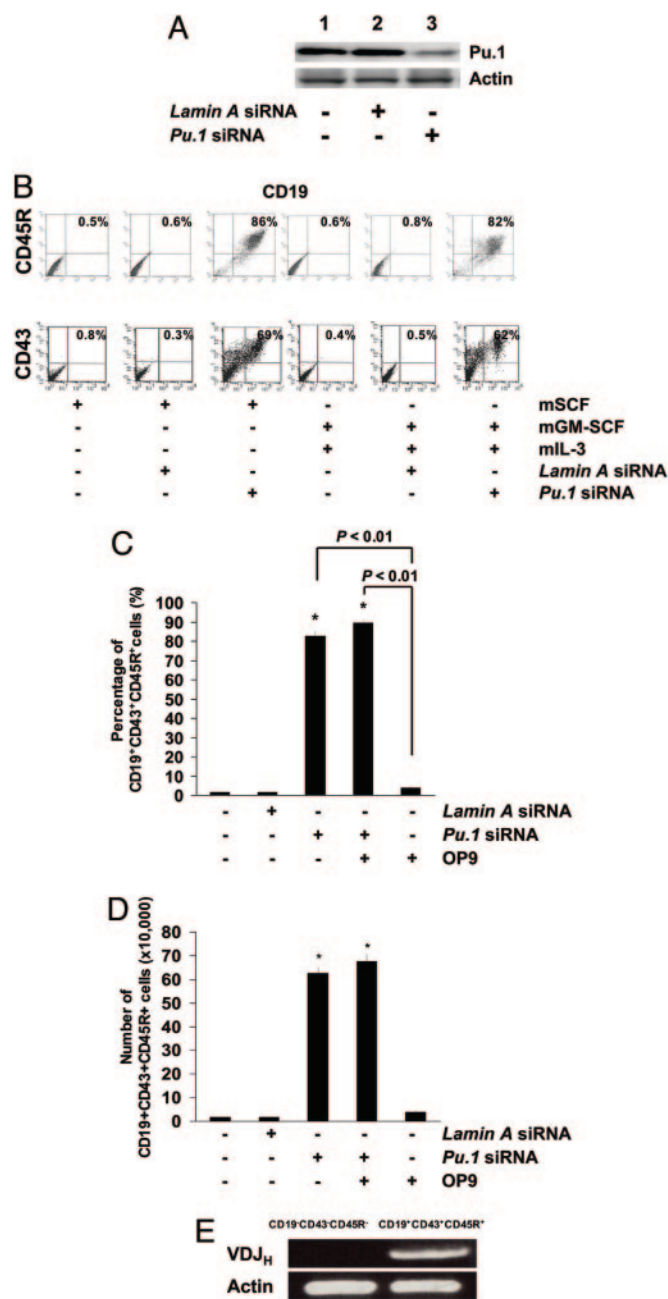 A
1 2 3
Pu.1
Actin
Lamin A siRNA - + -
Pu.1 siRNA - - +
B
CD19
CD45R
0.5% 0.6% 86% 0.6% 0.8% 82%
CD43
0.8% 0.3% 69% 0.4% 0.5% 62%
+ + + - - - mSCF
- - - + + + mGM-SCF
- - - + + + mIL-3
- + - - + - Lamin A siRNA
- - + - - + Pu.1 siRNA
C
P < 0.01
P < 0.01
Percentage of
CD19+CD43+CD45R+cells (%)
100
90
80
70
60
50
40
30
20
10
0
* *
- + - - - Lamin A siRNA
- - + + - Pu.1 siRNA
- - - + + OP9
D
Number of
CD19+CD43+CD45R+ cells (x10,000)
80
70
60
50
40
30
20
10
0
* *
- + - - - Lamin A siRNA
- - + + - Pu.1 siRNA
- - - + + OP9
E
CD19-CD43-CD45R- CD19+CD43+CD45R+
VDJH
Actin